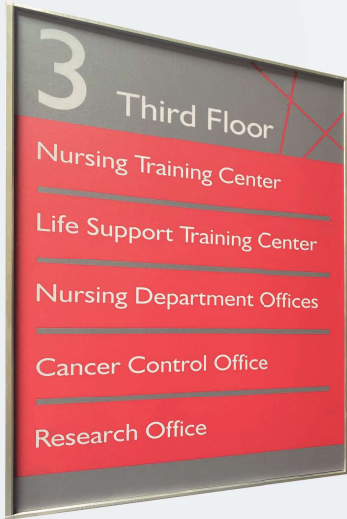 3
Third Floor
Nursing Training Center
Life Support Training Center
Nursing Department Offices
Cancer Control Office
Research Office